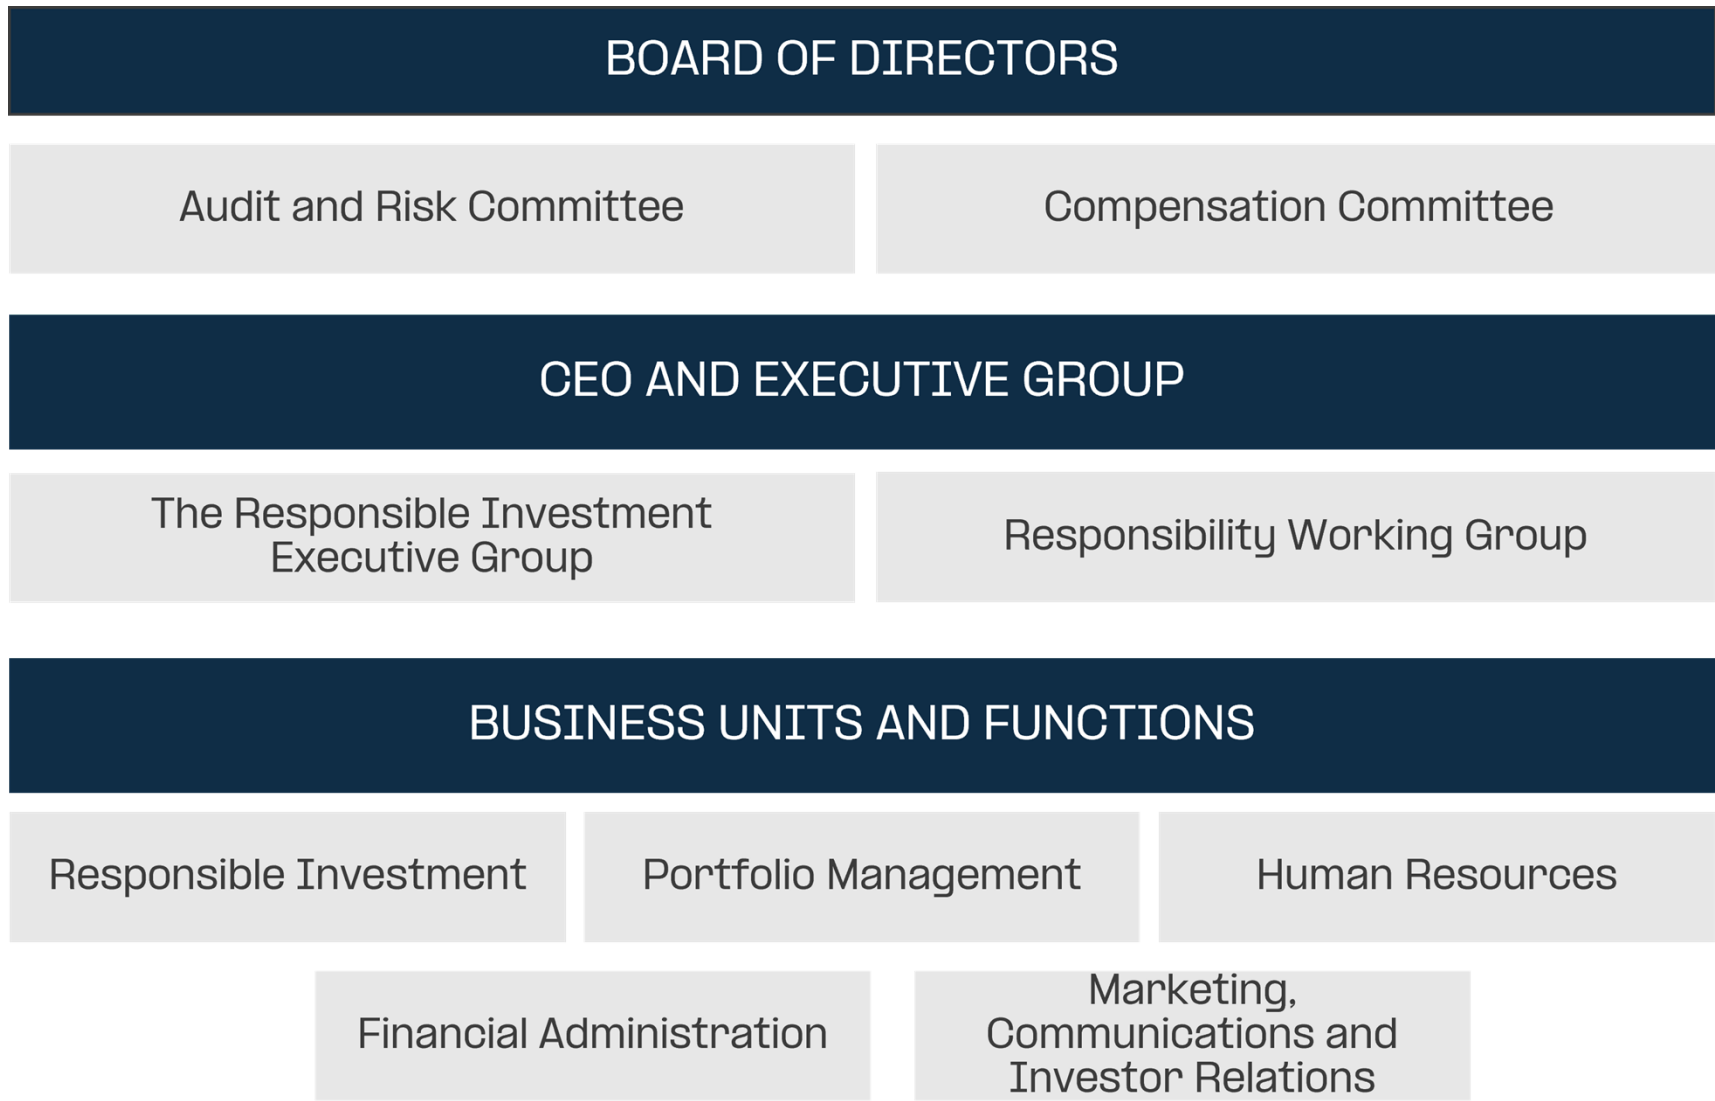 BOARD OF DIRECTORS
Audit and Risk Committee
Compensation Committee
CEO AND EXECUTIVE GROUP
The Responsible Investment
Executive Group
Responsibility Working Group
BUSINESS UNITS AND FUNCTIONS
Responsible Investment
Portfolio Management
Human Resources
Financial Administration
Marketing,
Communications and
Investor Relations